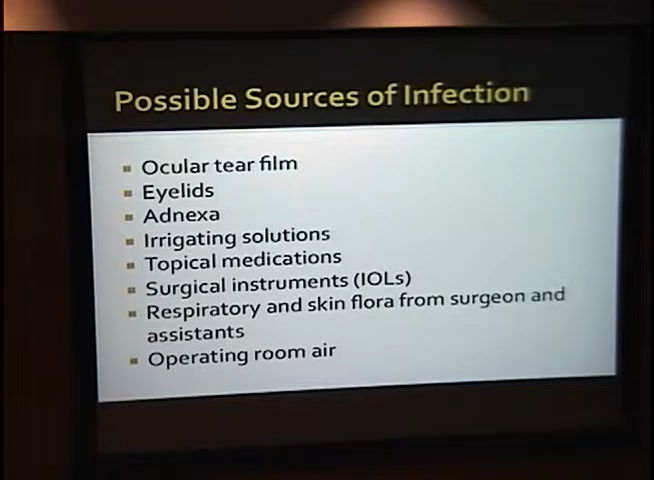 Possible Sources of Infection
Ocular tear film
Eyelids
Adnexa
Irrigating solutions
Topical medications
Surgical instruments (IOLs)
Respiratory and skin flora from surgeon and
assistants
Operating room air